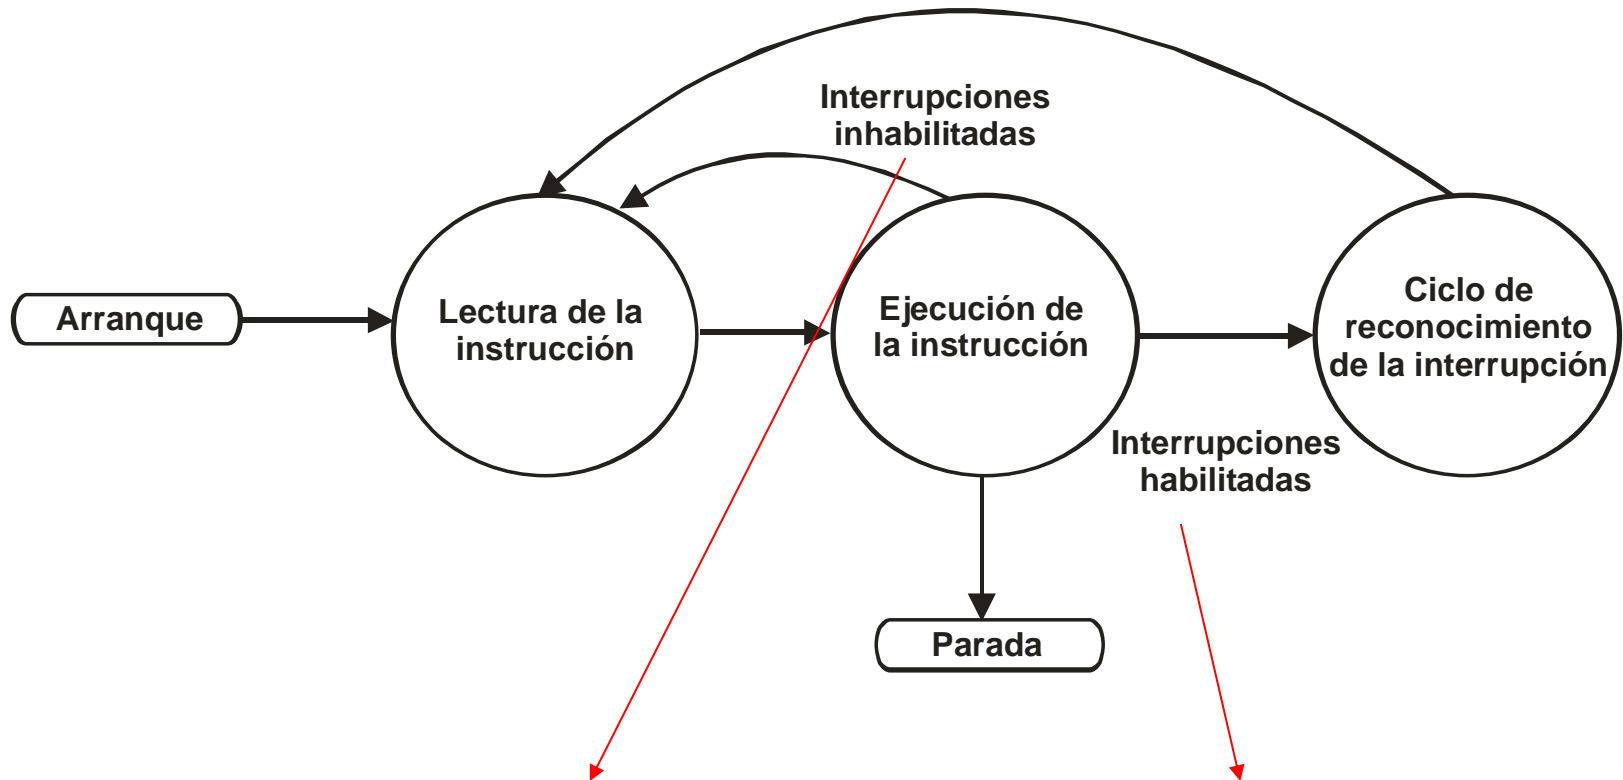 Interrupciones
inhabilitadas
Arranque
Lectura de la
instrucción
Ejecución de
la instrucción
Ciclo de
reconocimiento
de la interrupción
Interrupciones
habilitadas
Parada